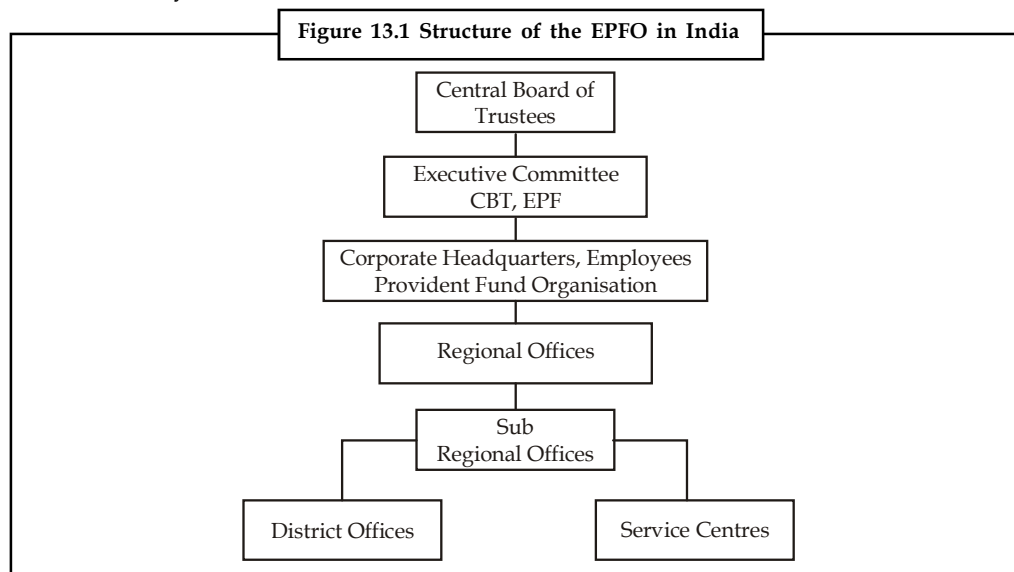 Figure 13.1 Structure of the EPFO in India
Central Board of
Trustees
Executive Committee
CBT, EPF
Corporate Headquarters, Employees
Provident Fund Organisation
Regional Offices
Sub
Regional Offices
District Offices
Service Centres